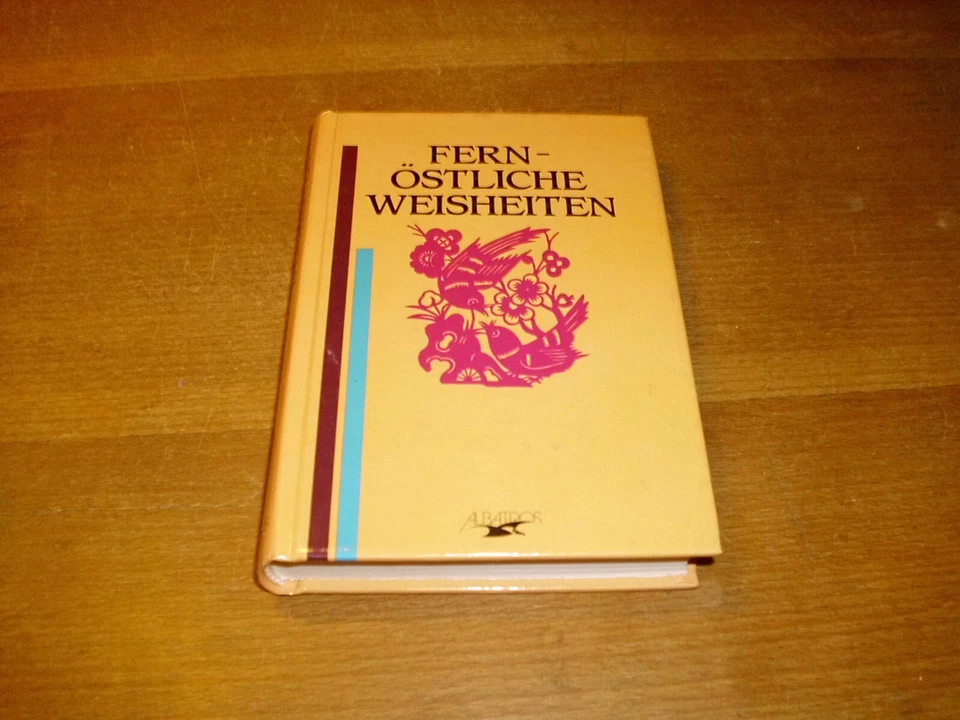 FERN-
ÖSTLICHE
WEISHEITEN
ALBATROS